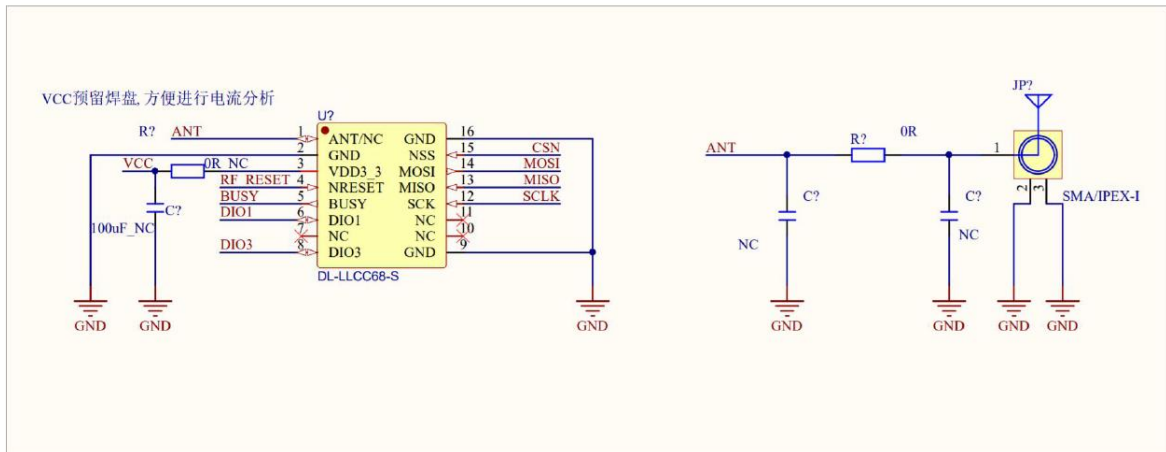 VCC预留焊盘,方便进行电流分析
U?
R?
ANT
1
ANT/NC
GND
16
2
GND
NSS
15
CSN
VCC
0R_NC
3
VDD3_3
MOSI
14
MOSI
RF_RESET
4
NRESET
MISO
13
MISO
BUSY
5
BUSY
SCK
12
SCLK
DIO1
6
DIO1
NC
11
7
NC
NC
10
DIO3
8
DIO3
GND
9
C?
100uF_NC
DL-LLCC68-S
GND
GND
GND
JP?
ANT
R?
0R
1
C?
NC
C?
NC
2
3
SMA/IPEX-I
GND
GND
GND
GND